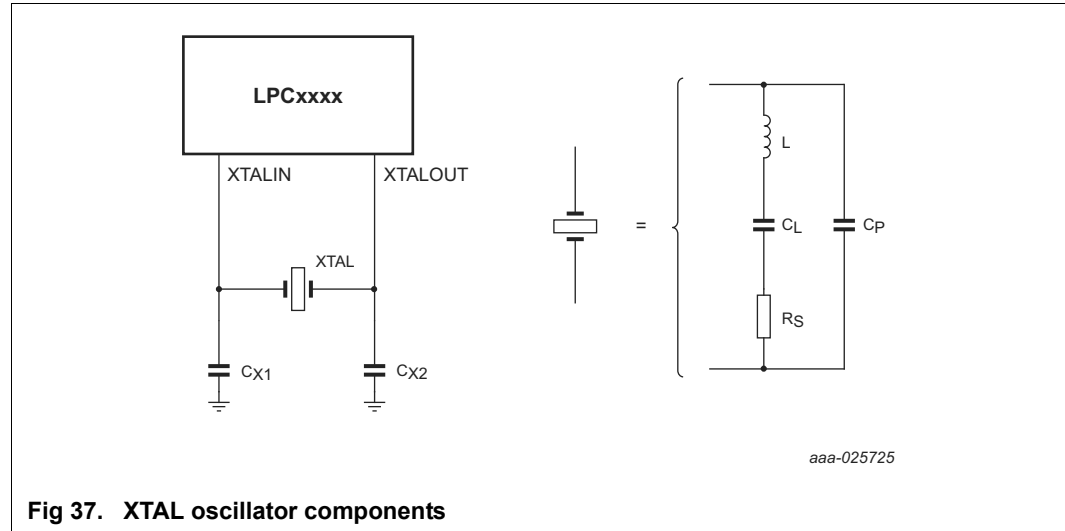 LPCxxxx
XTALIN
XTALOUT
XTAL
CX1
CX2
=
L
CL
CP
RS
aaa-025725
Fig 37. XTAL oscillator components